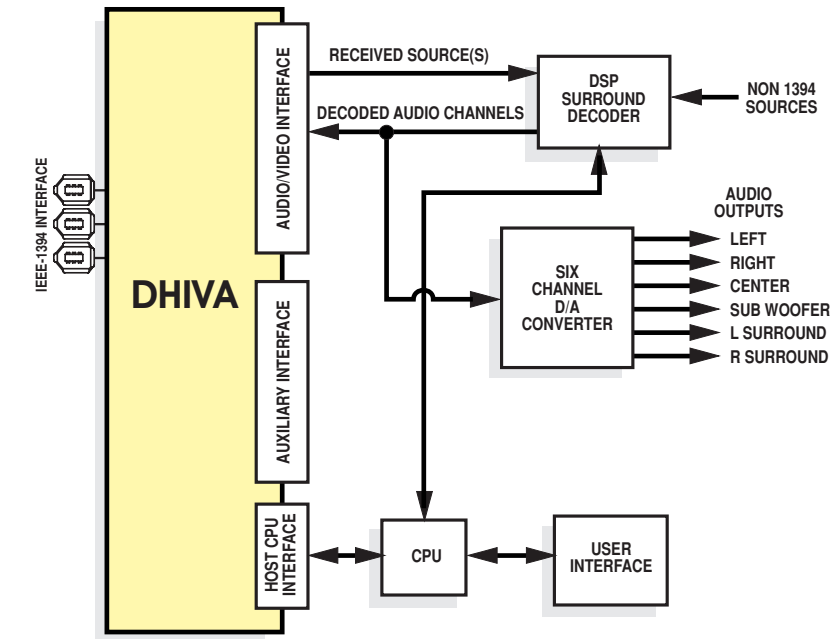 RECEIVED SOURCE(S)
DSP
SURROUND
DECODER
NON 1394
SOURCES
DECODED AUDIO CHANNELS
AUDIO/VIDEO INTERFACE
IEEE-1394 INTERFACE
DHIVA
AUDIO
OUTPUTS
SIX
CHANNEL
D/A
CONVERTER
LEFT
RIGHT
CENTER
SUB WOOFER
L SURROUND
R SURROUND
AUXILIARY INTERFACE
HOST CPU
INTERFACE
CPU
USER
INTERFACE